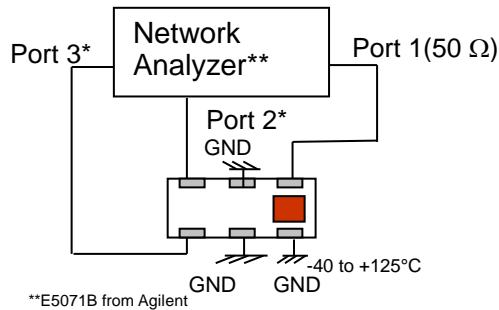 Network
Analyzer**
Port 3*
Port 1(50 Ω)
Port 2*
GND
-40 to +125°C
GND
GND
**E5071B from Agilent